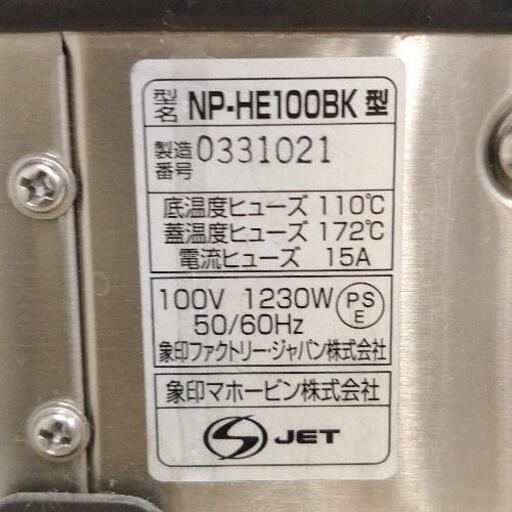 型名 NP-HE100BK 型
製造番号 0331021
底温度ヒューズ 110℃
蓋温度ヒューズ 172℃
電流ヒューズ 15A
100V 1230W
50/60Hz
PSE
象印ファクトリー・ジャパン株式会社
象印マホービン株式会社
S JET